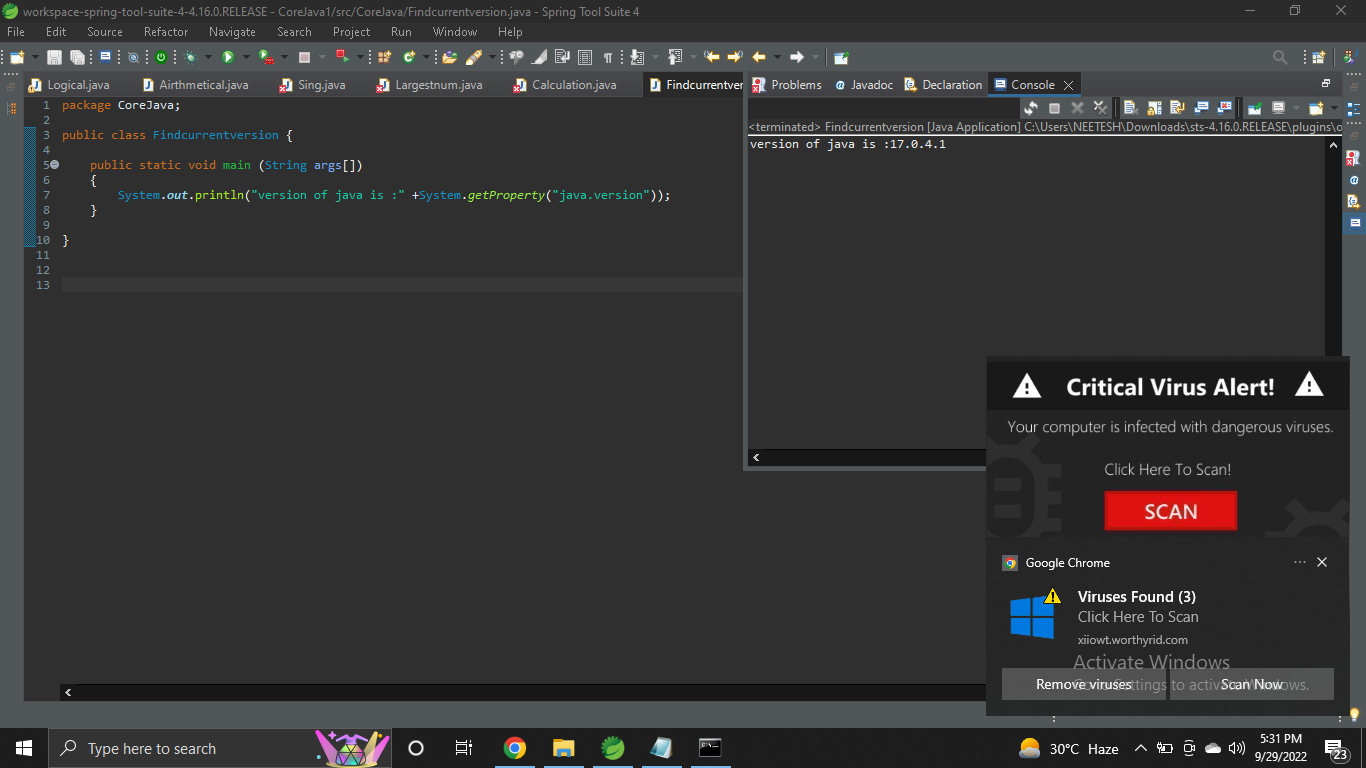 workspace-spring-tool-suite-4-4.16.0.RELEASE - CoreJava1/src/CoreJava/Findcurrentversion.java - Spring Tool Suite 4
File Edit Source Refactor Navigate Search Project Run Window Help
Logical.java Airthmetical.java Sing.java Largestnum.java Calculation.java Findcurrentver
1 package CoreJava;
2
3 public class Findcurrentversion {
4
5 public static void main (String args[])
6 {
7 System.out.println("version of java is :" +System.getProperty("java.version"));
8 }
9
10 }
11
12
13
Problems Javadoc Declaration Console
<terminated> Findcurrentversion [Java Application] C:\Users\NEETESH\Downloads\sts-4.16.0.RELEASE\plugins\o
version of java is :17.0.4.1
Critical Virus Alert!
Your computer is infected with dangerous viruses.
Click Here To Scan!
SCAN
Google Chrome
Viruses Found (3)
Click Here To Scan
xiiowt.worthyrid.com
Activate Windows
Go to Settings to activate Windows.
Remove viruses Scan Now
Type here to search
30°C Haze
5:31 PM
9/29/2022
23